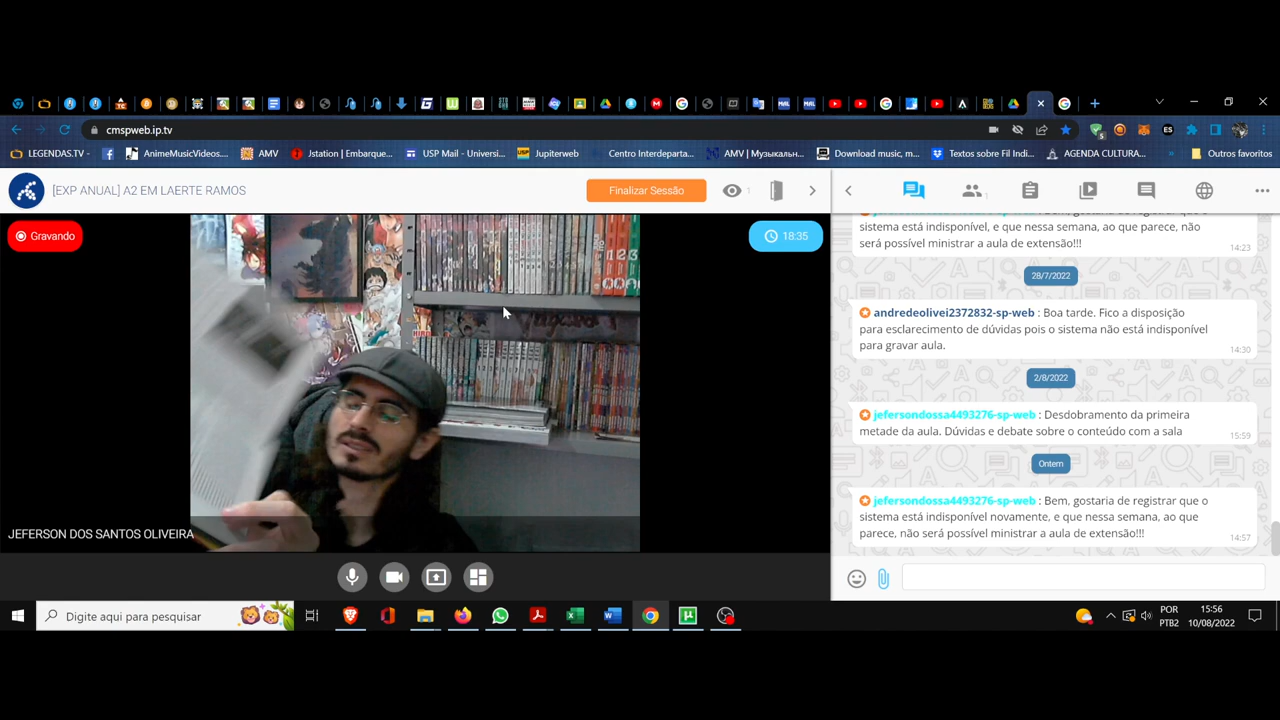 cmspweb.ip.tv
LEGENDAS.TV -
AnimeMusicVideos....
AMV
Jstation | Embarque...
USP Mail - Universi...
Jupiterweb
Centro Interdeparta...
AMV | Музыкальн...
Download music, m...
Textos sobre Fil Indi...
AGENDA CULTURA...
»
Outros favoritos
[EXP ANUAL] A2 EM LAERTE RAMOS
Finalizar Sessão
1
1
Gravando
18:35
JEFERSON DOS SANTOS OLIVEIRA
sistema está indisponível, e que nessa semana, ao que parece, não
será possível ministrar a aula de extensão!!!
14:23
28/7/2022
andredeolivei2372832-sp-web : Boa tarde. Fico a disposição
para esclarecimento de dúvidas pois o sistema não está indisponível
para gravar aula.
14:30
2/8/2022
jefersondossa4493276-sp-web : Desdobramento da primeira
metade da aula. Dúvidas e debate sobre o conteúdo com a sala
15:59
Ontem
jefersondossa4493276-sp-web : Bem, gostaria de registrar que o
sistema está indisponível novamente, e que nessa semana, ao que
parece, não será possível ministrar a aula de extensão!!!
14:57
Digite aqui para pesquisar
POR
PTB2
15:56
10/08/2022